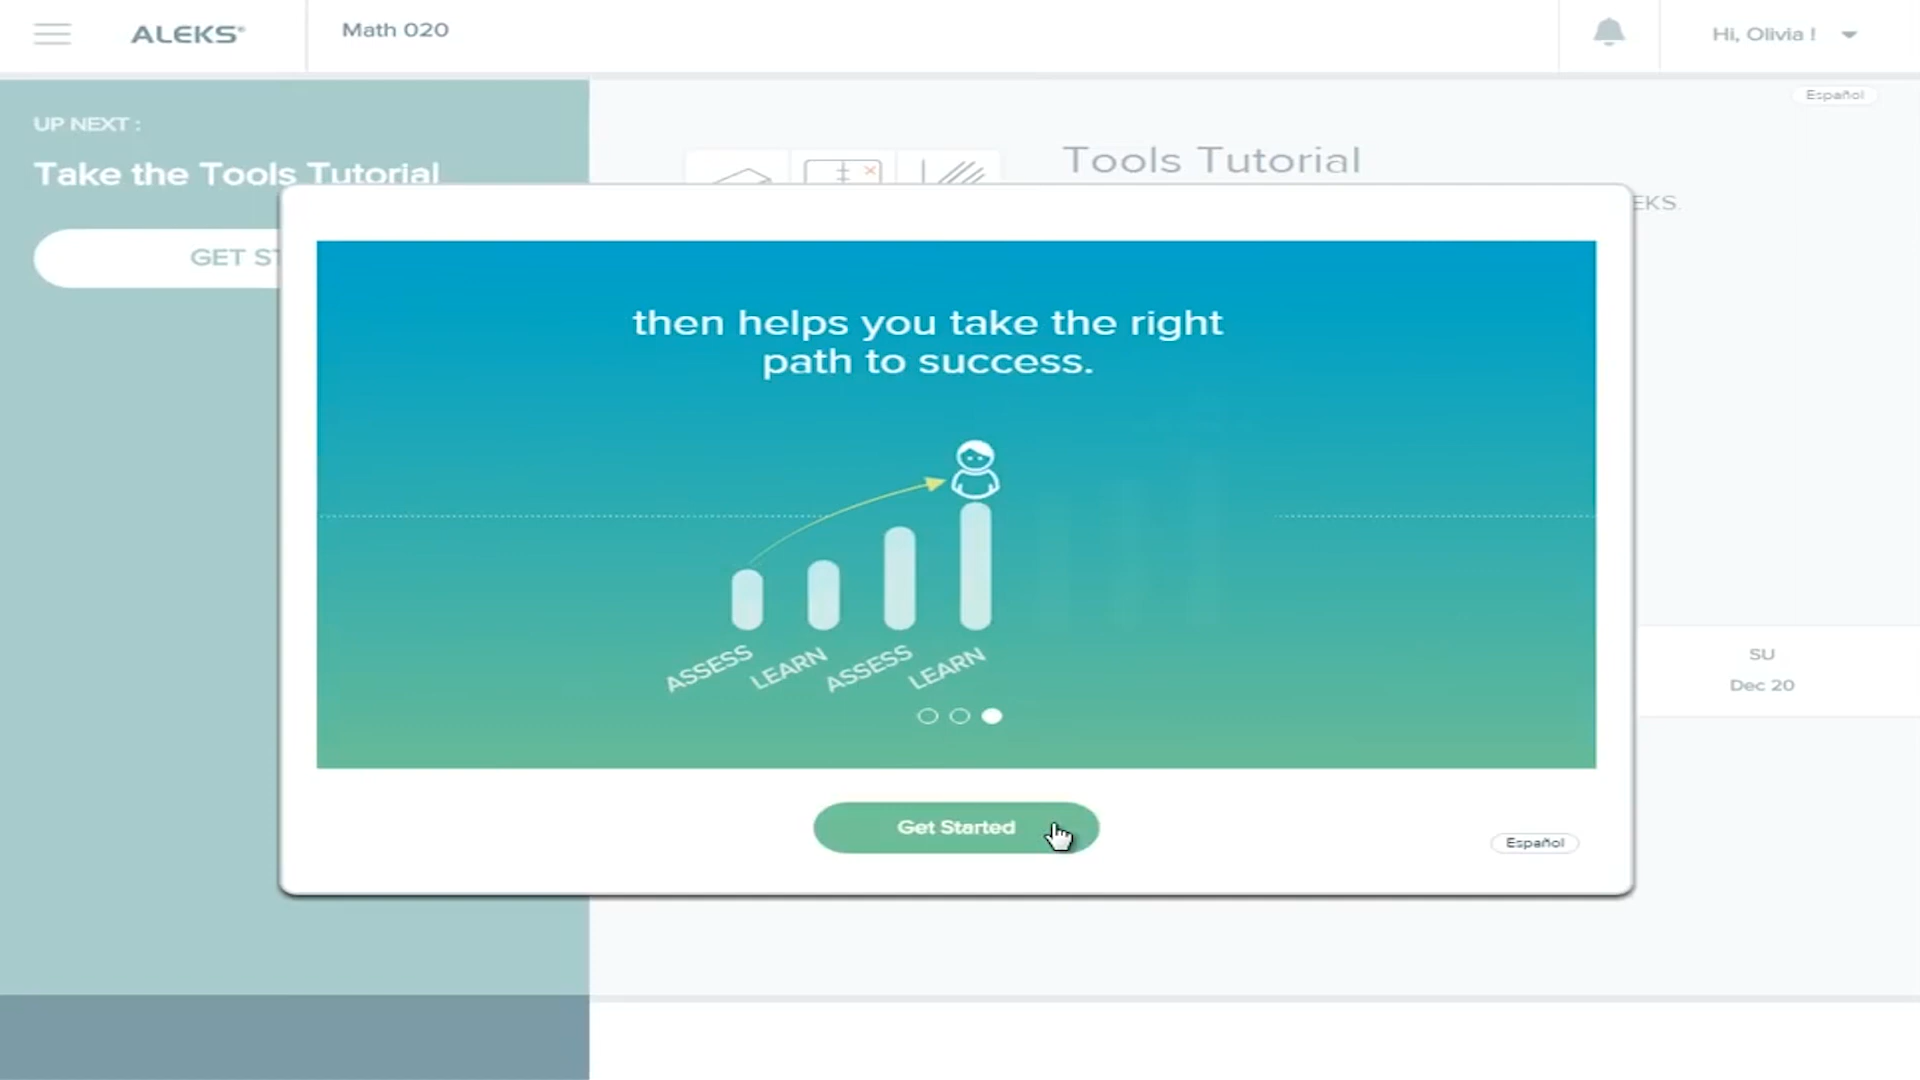 ALEKS®
Math 020
Hi, Olivia !
Español
UP NEXT :
Take the Tools Tutorial
Tools Tutorial
EKS.
GET ST
then helps you take the right
path to success.
ASSESS
LEARN
ASSESS
LEARN
SU
Dec 20
Get Started
Español